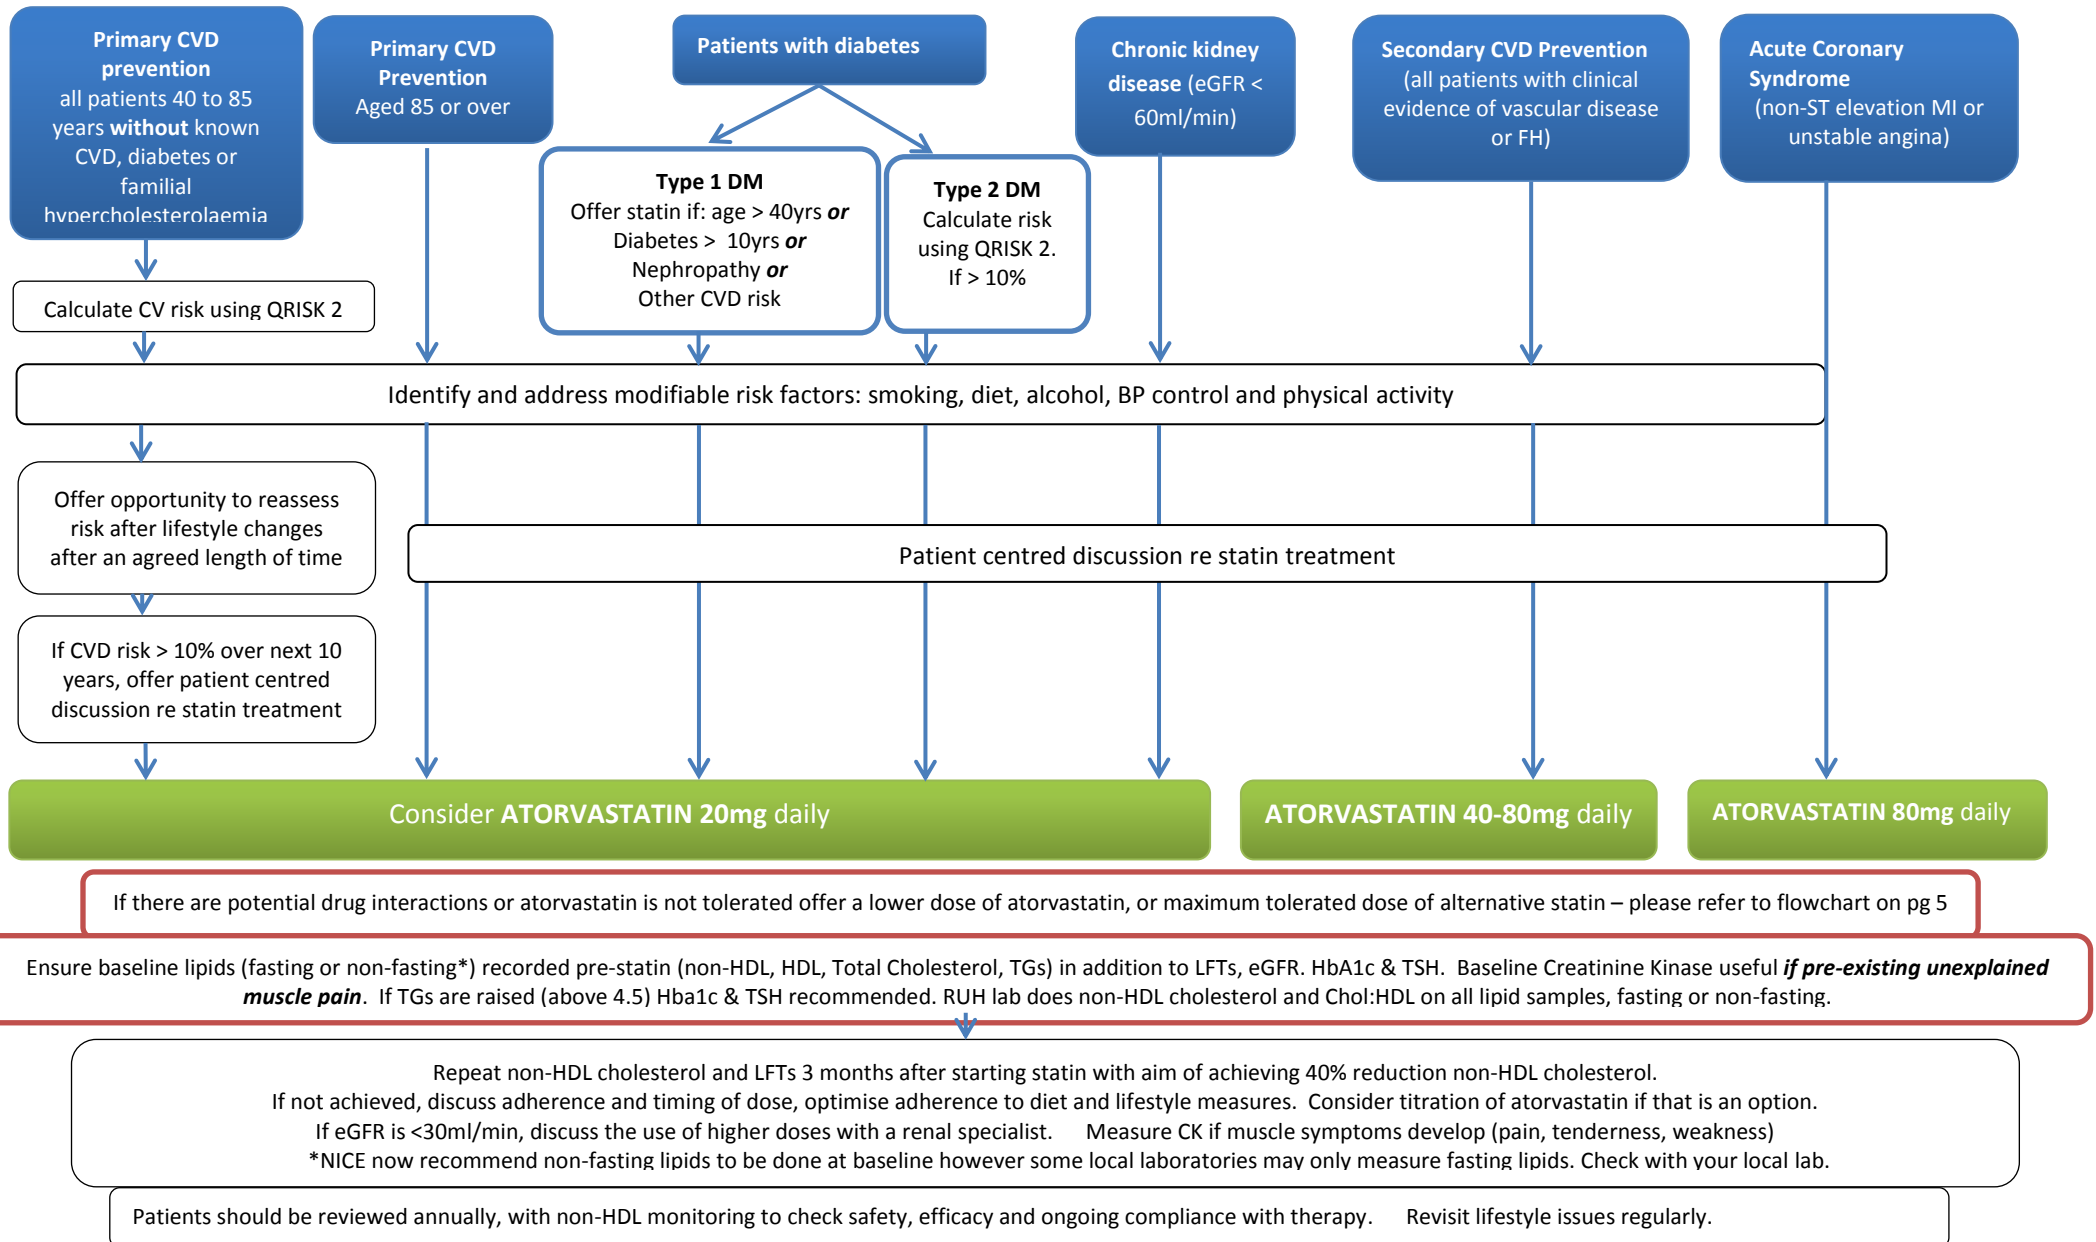 Primary CVD
prevention
all patients 40 to 85
years without known
CVD, diabetes or
familial
hypercholesterolaemia
Primary CVD
Prevention
Aged 85 or over
Patients with diabetes
Chronic kidney
disease (eGFR <
60ml/min)
Secondary CVD Prevention
(all patients with clinical
evidence of vascular disease
or FH)
Acute Coronary
Syndrome
(non-ST elevation MI or
unstable angina)
Type 1 DM
Offer statin if: age > 40yrs or
Diabetes > 10yrs or
Nephropathy or
Other CVD risk
Type 2 DM
Calculate risk
using QRISK 2.
If > 10%
Calculate CV risk using QRISK 2
Identify and address modifiable risk factors: smoking, diet, alcohol, BP control and physical activity
Offer opportunity to reassess
risk after lifestyle changes
after an agreed length of time
Patient centred discussion re statin treatment
If CVD risk > 10% over next 10
years, offer patient centred
discussion re statin treatment
Consider ATORVASTATIN 20mg daily
ATORVASTATIN 40-80mg daily
ATORVASTATIN 80mg daily
If there are potential drug interactions or atorvastatin is not tolerated offer a lower dose of atorvastatin, or maximum tolerated dose of alternative statin – please refer to flowchart on pg 5
Ensure baseline lipids (fasting or non-fasting*) recorded pre-statin (non-HDL, HDL, Total Cholesterol, TGs) in addition to LFTs, eGFR. HbA1c & TSH. Baseline Creatinine Kinase useful if pre-existing unexplained
muscle pain. If TGs are raised (above 4.5) Hba1c & TSH recommended. RUH lab does non-HDL cholesterol and Chol:HDL on all lipid samples, fasting or non-fasting.
Repeat non-HDL cholesterol and LFTs 3 months after starting statin with aim of achieving 40% reduction non-HDL cholesterol.
If not achieved, discuss adherence and timing of dose, optimise adherence to diet and lifestyle measures. Consider titration of atorvastatin if that is an option.
If eGFR is <30ml/min, discuss the use of higher doses with a renal specialist. Measure CK if muscle symptoms develop (pain, tenderness, weakness)
*NICE now recommend non-fasting lipids to be done at baseline however some local laboratories may only measure fasting lipids. Check with your local lab.
Patients should be reviewed annually, with non-HDL monitoring to check safety, efficacy and ongoing compliance with therapy. Revisit lifestyle issues regularly.